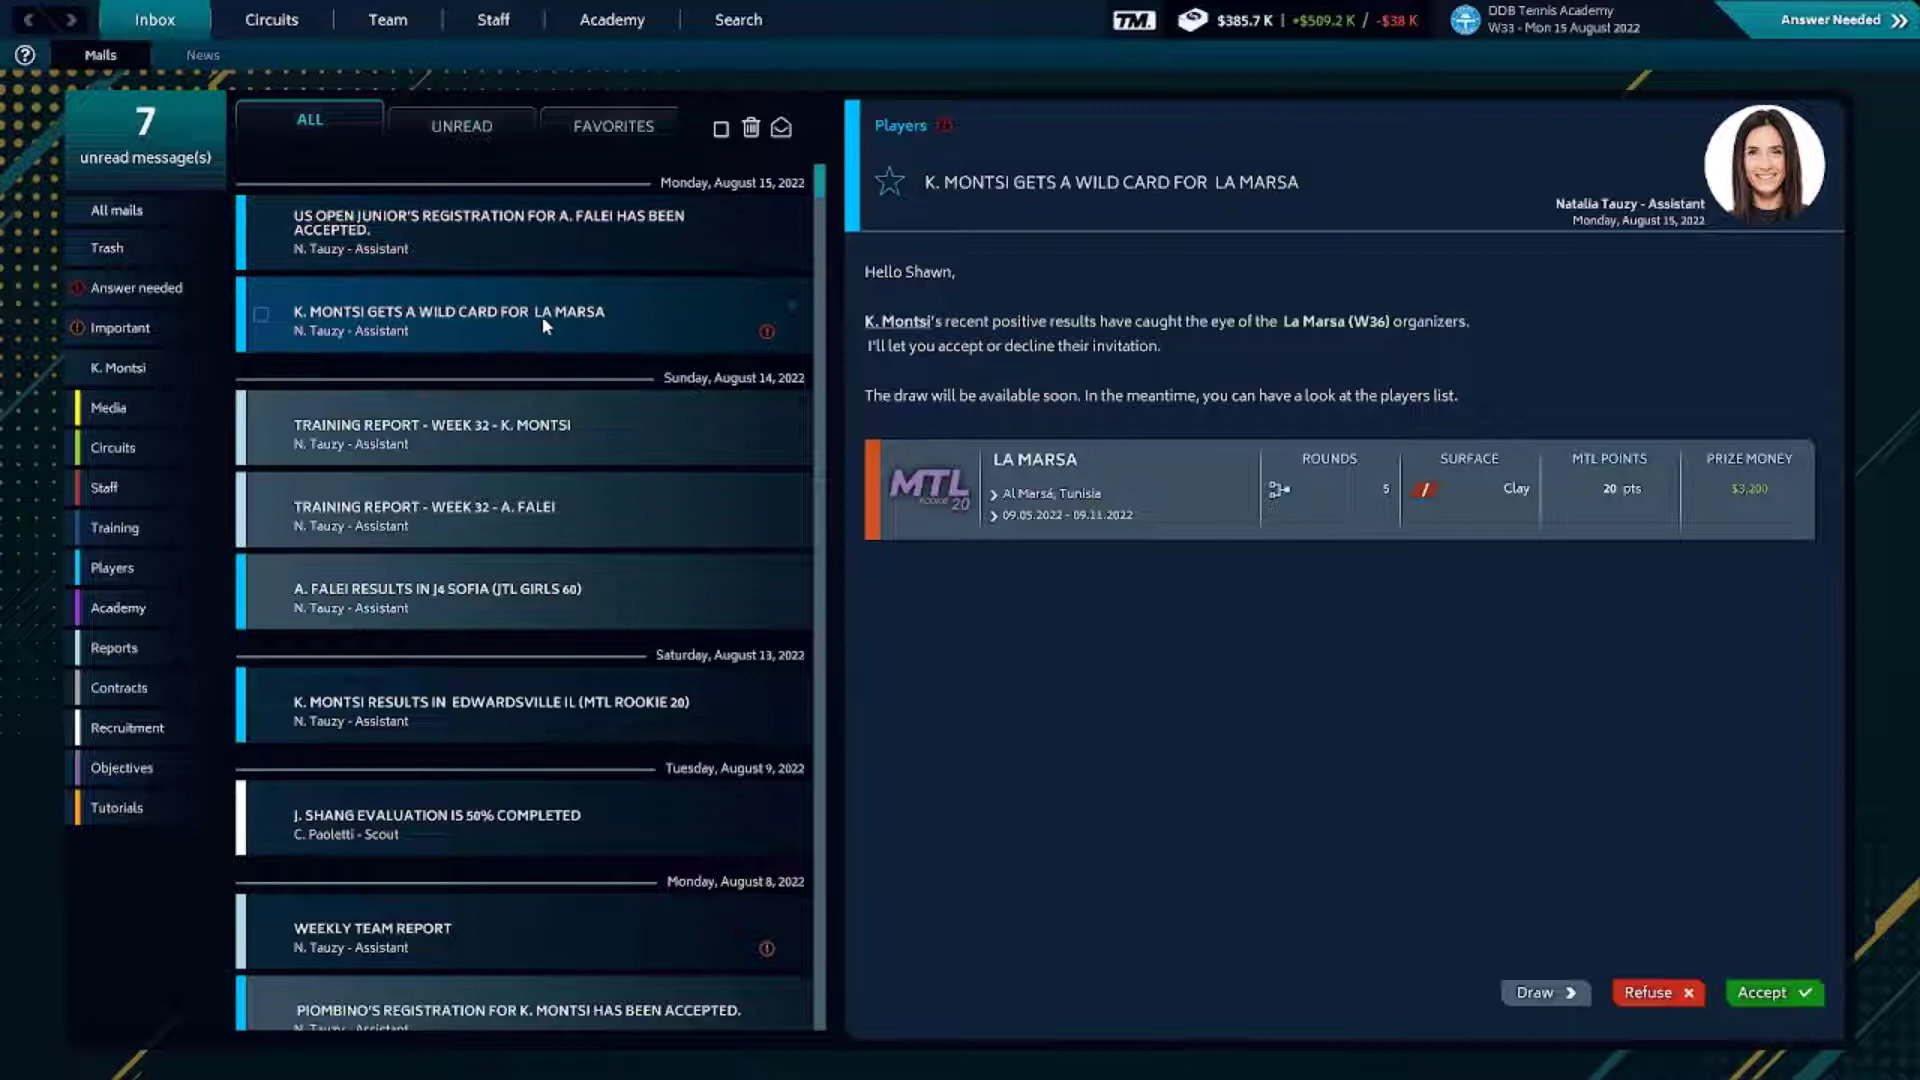 Inbox
Circuits
Team
Staff
Academy
Search
TM.
$385.7 K | +$509.2 K / -$38 K
DDB Tennis Academy
W33 - Mon 15 August 2022
Answer Needed
Mails
News
7
unread message(s)
All mails
Trash
Answer needed
Important
K. Montsi
Media
Circuits
Staff
Training
Players
Academy
Reports
Contracts
Recruitment
Objectives
Tutorials
ALL
UNREAD
FAVORITES
Monday, August 15, 2022
US OPEN JUNIOR'S REGISTRATION FOR A. FALEI HAS BEEN
ACCEPTED.
N. Tauzy - Assistant
K. MONTSI GETS A WILD CARD FOR LA MARSA
N. Tauzy - Assistant
Sunday, August 14, 2022
TRAINING REPORT - WEEK 32 - K. MONTSI
N. Tauzy - Assistant
TRAINING REPORT - WEEK 32 - A. FALEI
N. Tauzy - Assistant
A. FALEI RESULTS IN J4 SOFIA (JTL GIRLS 60)
N. Tauzy - Assistant
Saturday, August 13, 2022
K. MONTSI RESULTS IN EDWARDSVILLE IL (MTL ROOKIE 20)
N. Tauzy - Assistant
Tuesday, August 9, 2022
J. SHANG EVALUATION IS 50% COMPLETED
C. Paoletti - Scout
Monday, August 8, 2022
WEEKLY TEAM REPORT
N. Tauzy - Assistant
PIOMBINO'S REGISTRATION FOR K. MONTSI HAS BEEN ACCEPTED.
N. Tauzy - Assistant
Players
K. MONTSI GETS A WILD CARD FOR LA MARSA
Natalia Tauzy - Assistant
Monday, August 15, 2022
Hello Shawn,
K. Montsi's recent positive results have caught the eye of the La Marsa (W36) organizers.
I'll let you accept or decline their invitation.
The draw will be available soon. In the meantime, you can have a look at the players list.
MTL
ROOKIE 20
LA MARSA
Al Marsá, Tunisia
09.05.2022 - 09.11.2022
ROUNDS
5
SURFACE
Clay
MTL POINTS
20 pts
PRIZE MONEY
$3,200
Draw
Refuse
Accept